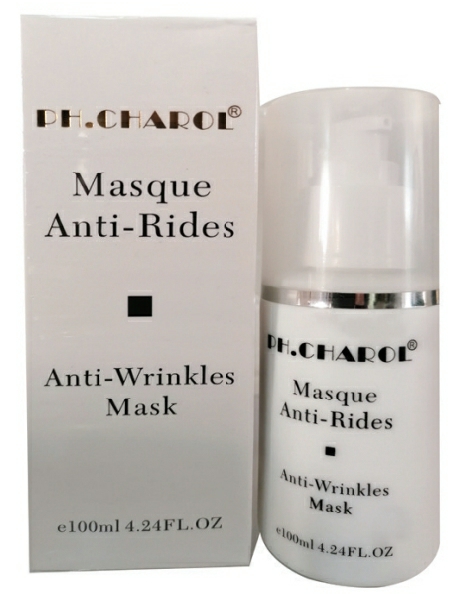 PH.CHAROL®
Masque
Anti-Rides
Anti-Wrinkles
Mask
e100ml 4.24FL.OZ
PH.CHAROL®
Masque
Anti-Rides
Anti-Wrinkles
Mask
e100ml 4.24FL.OZ